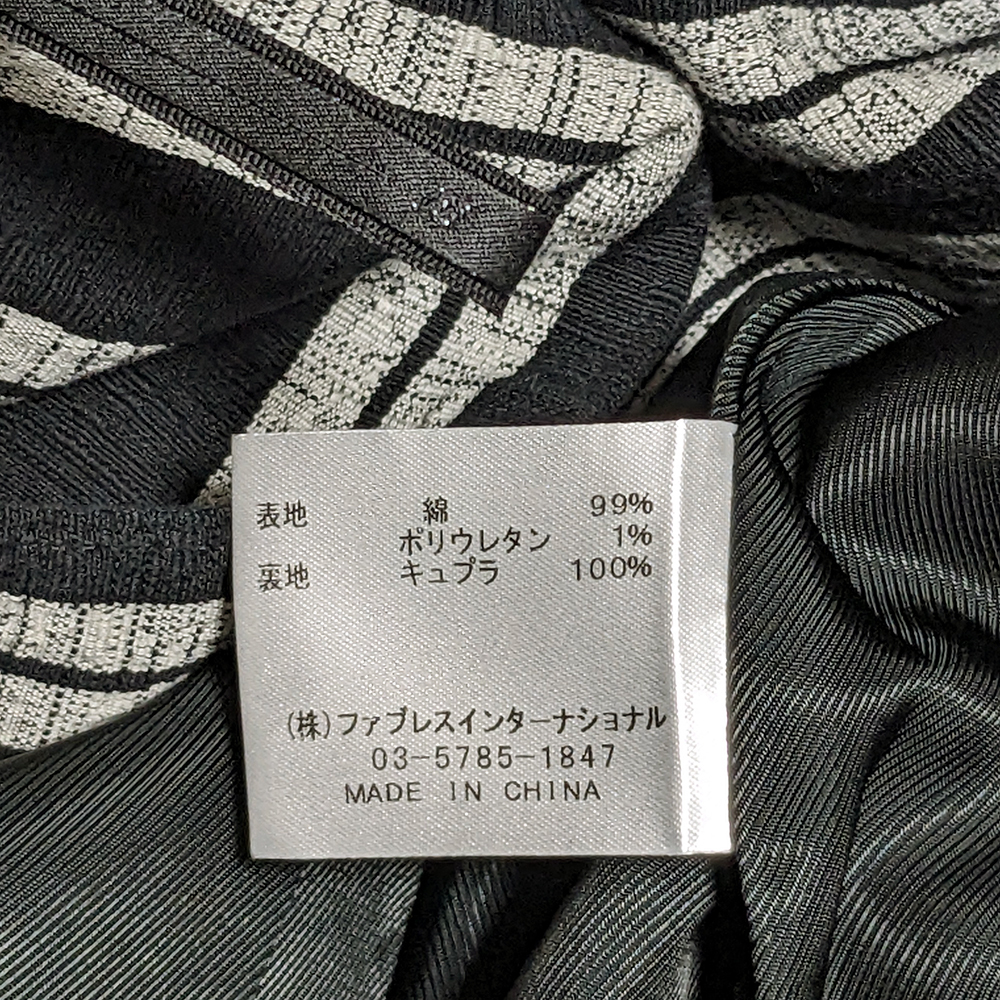 表地 綿 99%
ポリウレタン 1%
裏地 キュプラ 100%
(株)ファブレスインターナショナル
03-5785-1847
MADE IN CHINA